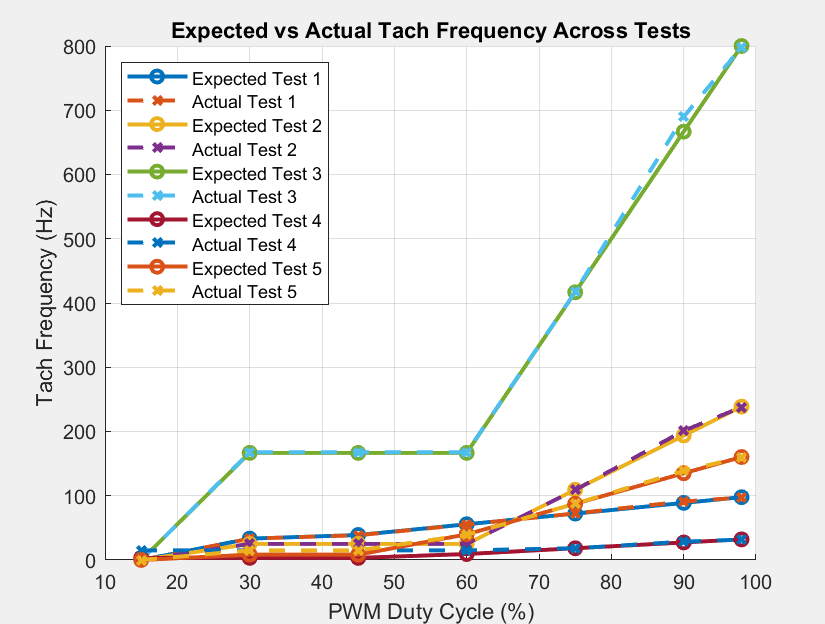 Expected vs Actual Tach Frequency Across Tests
800
700
600
500
400
300
200
100
0
Tach Frequency (Hz)
Expected Test 1
Actual Test 1
Expected Test 2
Actual Test 2
Expected Test 3
Actual Test 3
Expected Test 4
Actual Test 4
Expected Test 5
Actual Test 5
10 20 30 40 50 60 70 80 90 100
PWM Duty Cycle (%)